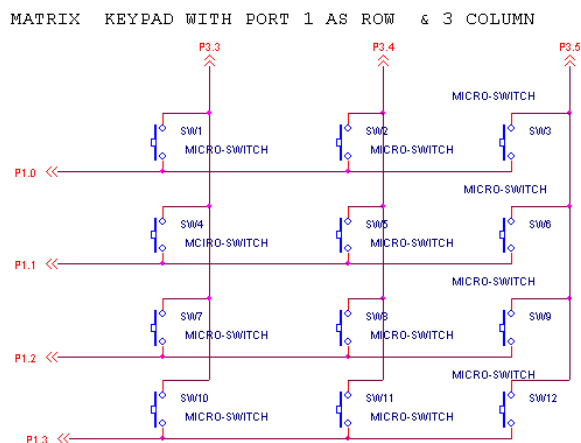 MATRIX KEYPAD WITH PORT 1 AS ROW & 3 COLUMN
P3.3 P3.4 P3.5
MICRO-SWITCH
SW1 SW2 SW3
MICRO-SWITCH MICRO-SWITCH
P1.0
MICRO-SWITCH
SW4 SW5 SW6
MCIRO-SWITCH MICRO-SWITCH
P1.1
MICRO-SWITCH
SW7 SW8 SW9
MICRO-SWITCH MICRO-SWITCH
P1.2
MICRO-SWITCH
SW10 SW11 SW12
MICRO-SWITCH MICRO-SWITCH
P1.3